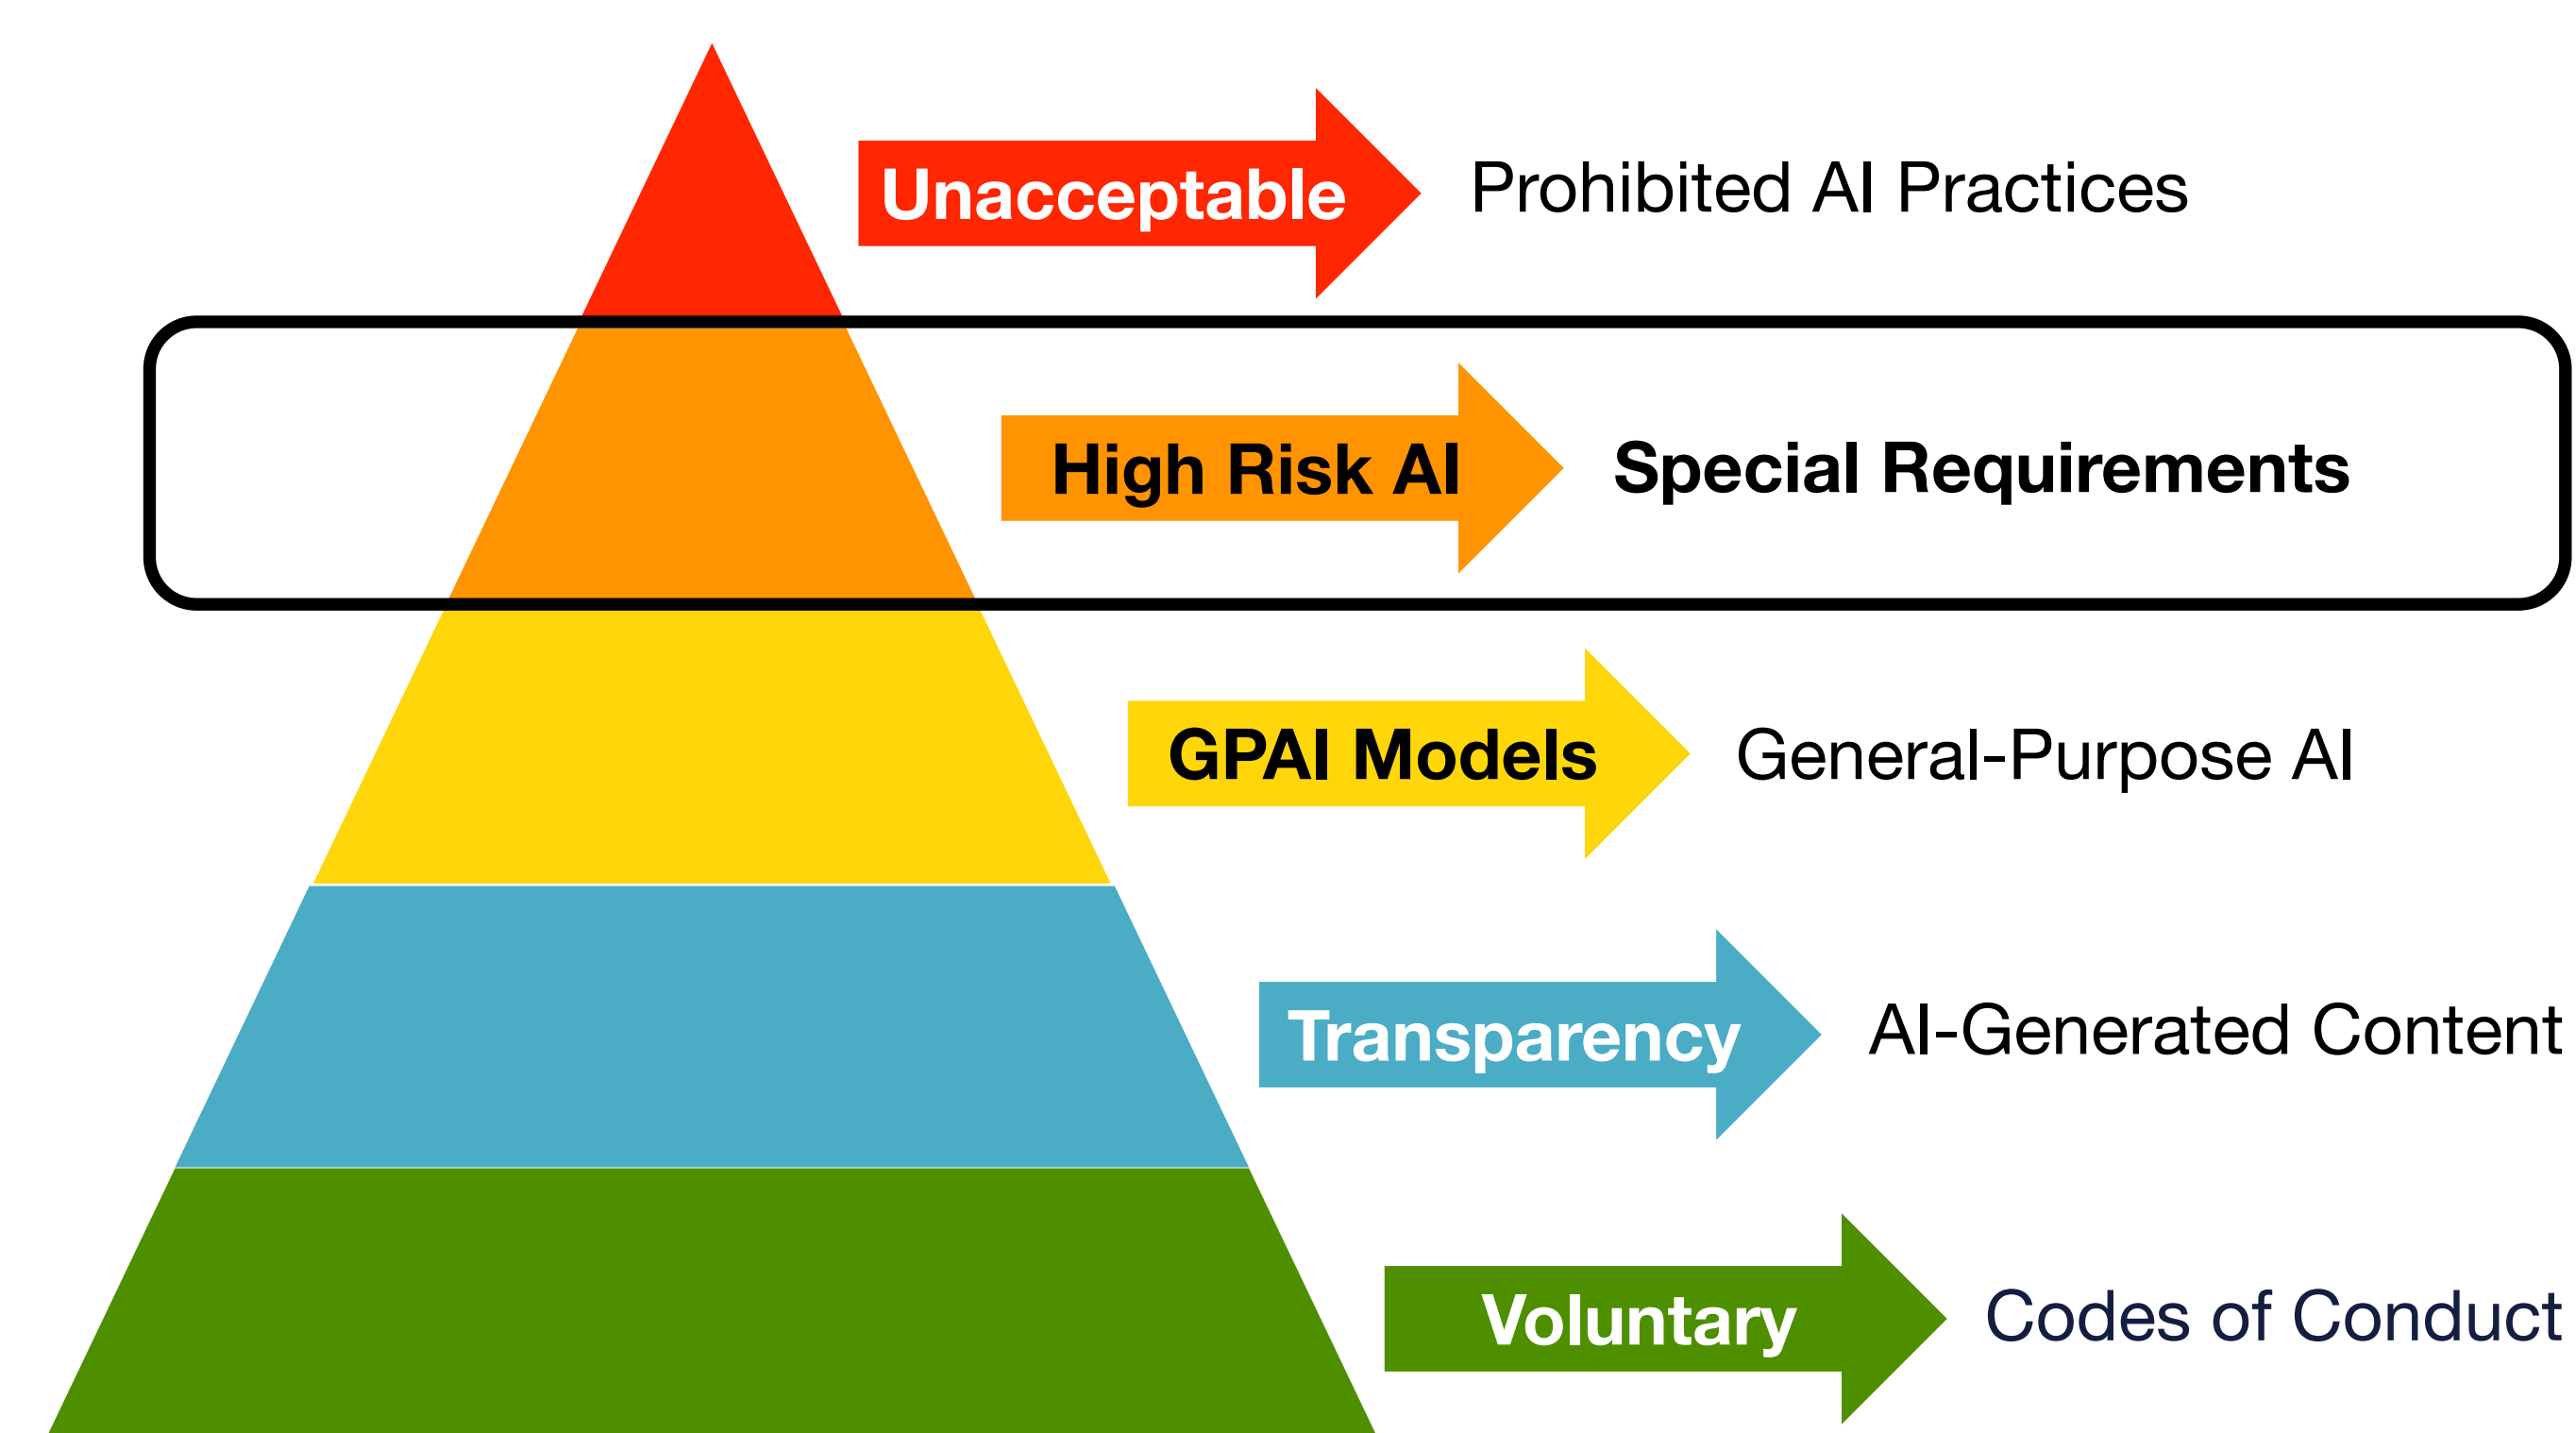 Unacceptable
Prohibited AI Practices
High Risk AI
Special Requirements
GPAI Models
General-Purpose AI
Transparency
AI-Generated Content
Voluntary
Codes of Conduct